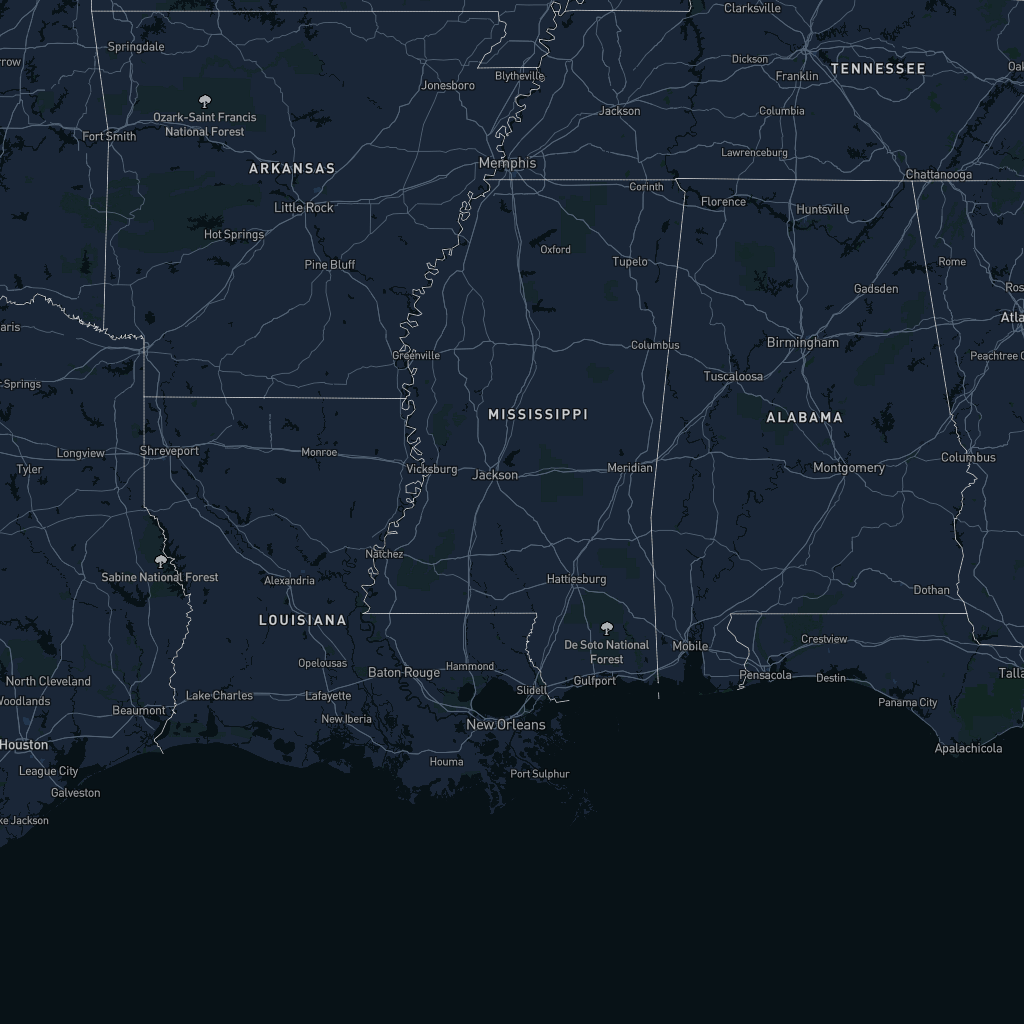 Clarksville
Springdale
Dickson
TENNESSEE
Blytheville
Franklin
Jonesboro
Ozark-Saint Francis
National Forest
Jackson
Columbia
Fort Smith
Lawrenceburg
Memphis
ARKANSAS
Chattanooga
Corinth
Florence
Little Rock
Huntsville
Hot Springs
Oxford
Pine Bluff
Tupelo
Rome
Gadsden
Atla
aris
Columbus
Birmingham
Greenville
Peachtree C
Springs
Tuscaloosa
MISSISSIPPI
ALABAMA
Longview
Shreveport
Monroe
Columbus
Tyler
Vicksburg
Jackson
Meridian
Montgomery
Natchez
Sabine National Forest
Alexandria
Hattiesburg
Dothan
LOUISIANA
De Soto National
Forest
Mobile
Crestview
Opelousas
Hammond
Baton Rouge
Talla
North Cleveland
Gulfport
Pensacola
Destin
Slidell
Lake Charles
Lafayette
Woodlands
Panama City
Beaumont
New Iberia
New Orleans
Houston
Apalachicola
Houma
League City
Port Sulphur
Galveston
ke Jackson